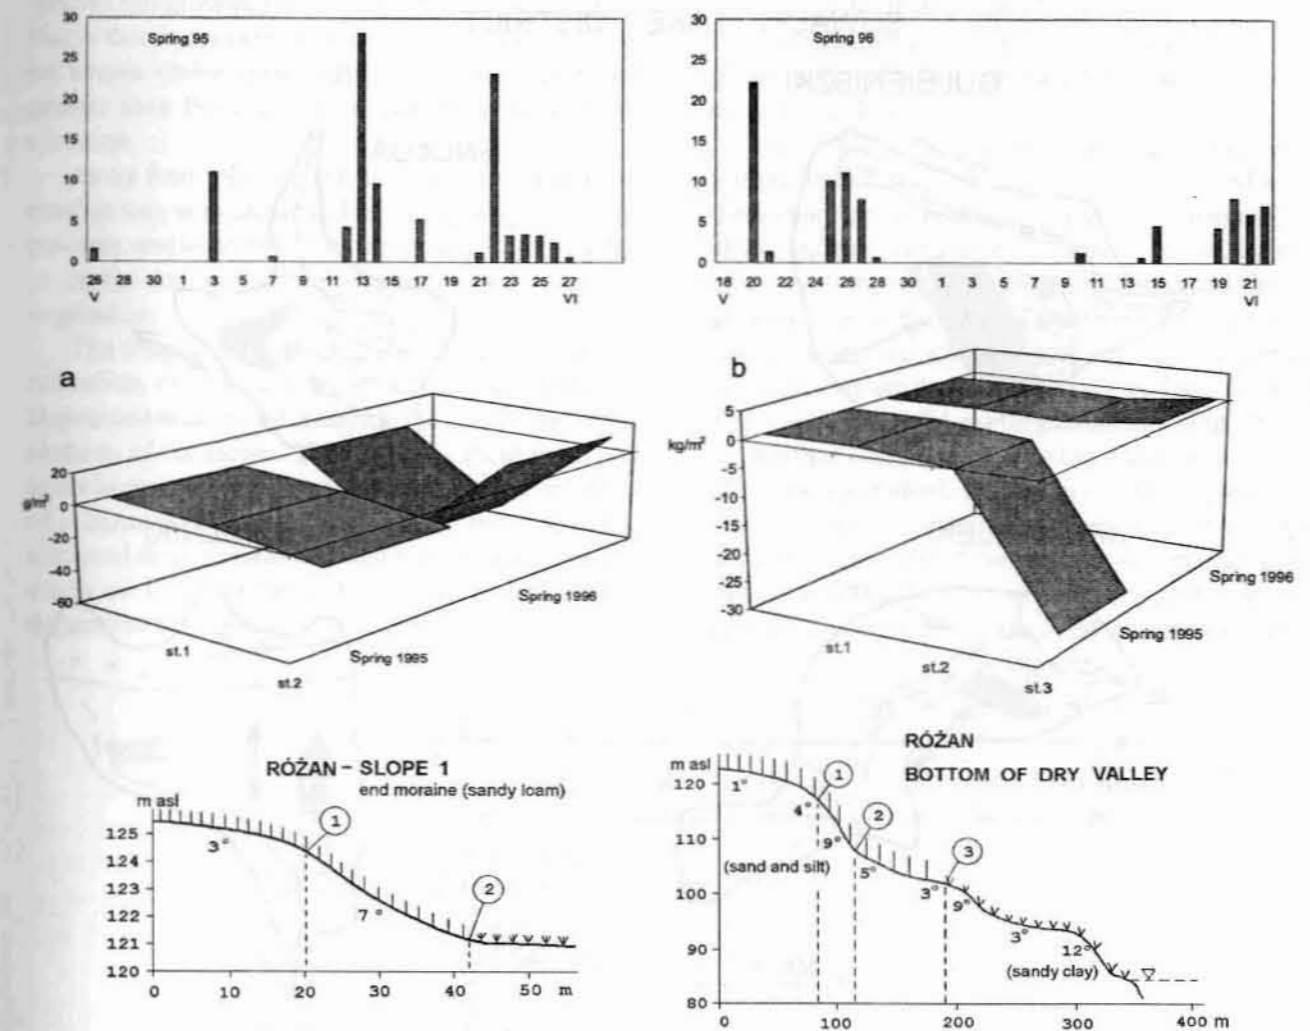 30
25
20
15
10
5
0
Spring 95
26 28 30 1 3 5 7 9 11 13 15 17 19 21 23 25 27
V VI
30
25
20
15
10
5
0
Spring 96
18 20 22 24 26 28 30 1 3 5 7 9 11 13 15 17 19 21
V VI
a
20
g/m² 0
-20
-40
-60
st.1
st.2
Spring 1995
Spring 1996
b
5
kg/m² 0
-5
-10
-15
-20
-25
-30
st.1
st.2
st.3
Spring 1995
Spring 1996
RÓŻAN – SLOPE 1
end moraine (sandy loam)
m asl
125
124
123
122
121
120
3°
1
7°
2
0 10 20 30 40 50 m
RÓŻAN
BOTTOM OF DRY VALLEY
m asl
120
110
100
90
80
1°
4°
1
9°
2
(sand and silt)
5°
3°
3
9°
3°
12°
(sandy clay)
0 100 200 300 400 m